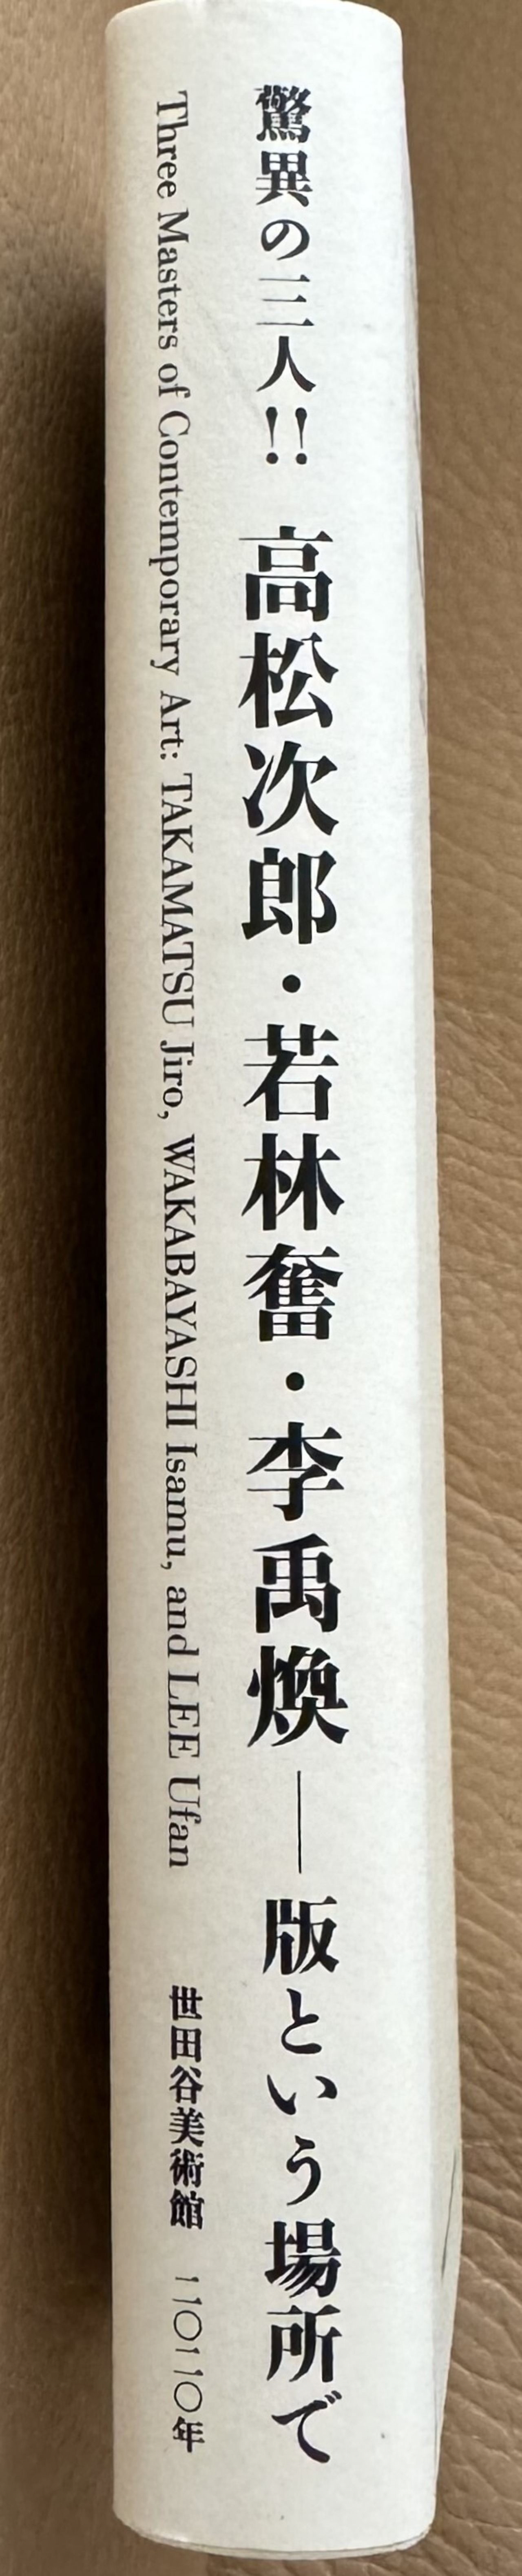 驚異の三人!! 高松次郎・若林奮・李禹煥――版という場所で
Three Masters of Contemporary Art: TAKAMATSU Jiro, WAKABAYASHI Isamu, and LEE Ufan 世田谷美術館 二〇二〇年